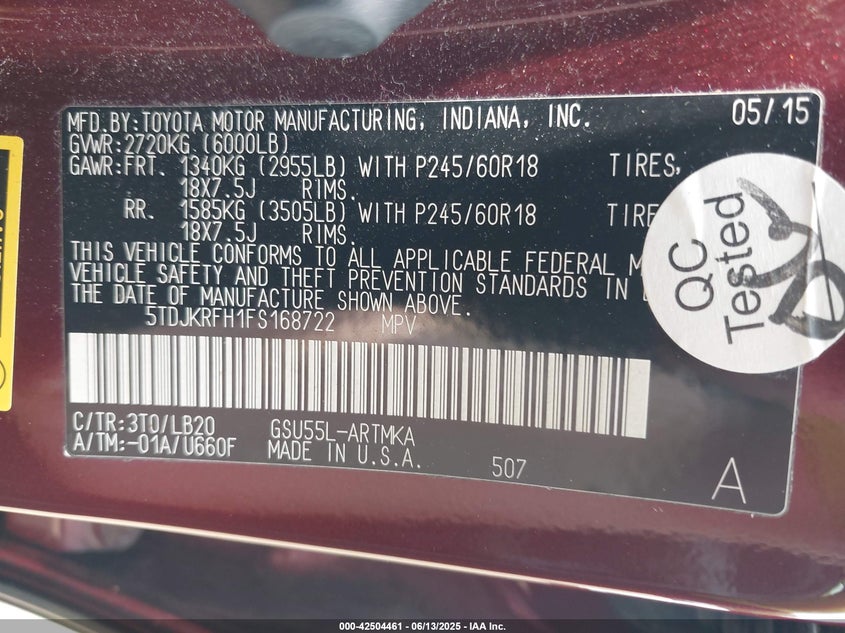 MFD.BY:TOYOTA MOTOR MANUFACTURING, INDIANA, INC. 05/15
GVWR:2720KG (6000LB)
GAWR:FRT. 1340KG (2955LB) WITH P245/60R18 TIRES,
18X7.5J RIMS.
RR. 1585KG (3505LB) WITH P245/60R18 TIRE
18X7.5J RIMS.
THIS VEHICLE CONFORMS TO ALL APPLICABLE FEDERAL M
VEHICLE SAFETY AND THEFT PREVENTION STANDARDS IN
THE DATE OF MANUFACTURE SHOWN ABOVE.
5TDJKRFH1FS168722 MPV
C/TR:3T0/LB20 GSU55L-ARTMKA
A/TM:-01A/U660F MADE IN U.S.A. 507 A
QC
Tested
000-42504461 - 06/13/2025 - IAA Inc.